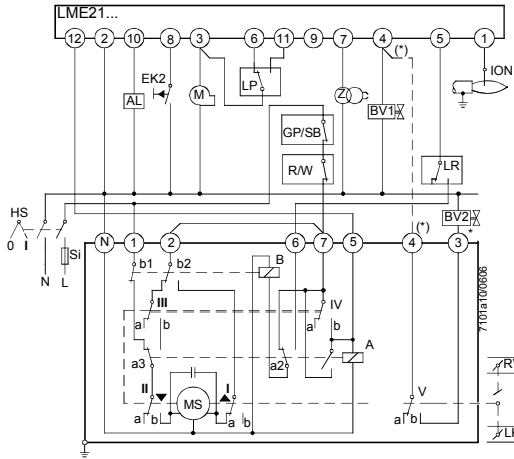 LME21...
12 2 10 8 3 6 11 9 7 4 5 1
(*)
EK2
ION
AL
M
LP
Z
BV1
GP/SB
R/W
LR
HS
0 I
Si
N L
(*)
BV2
*
N 1 2 6 7 5 4 3
b1 b2
B
III
a b
IV
a b
A
a3
a2
II
I
V
MS
a b
a b
a b
7101a10/0606